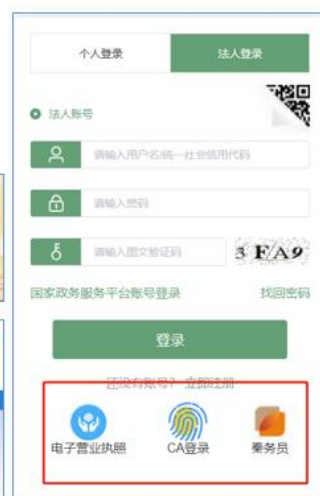 个人登录 法人登录
法人账号
请输入用户名/统一社会信用代码
请输入密码
请输入图文验证码 3 FA9
国家政务服务平台账号登录 找回密码
登录
还没有账号? 立即注册
电子营业执照 CA登录 秦务员